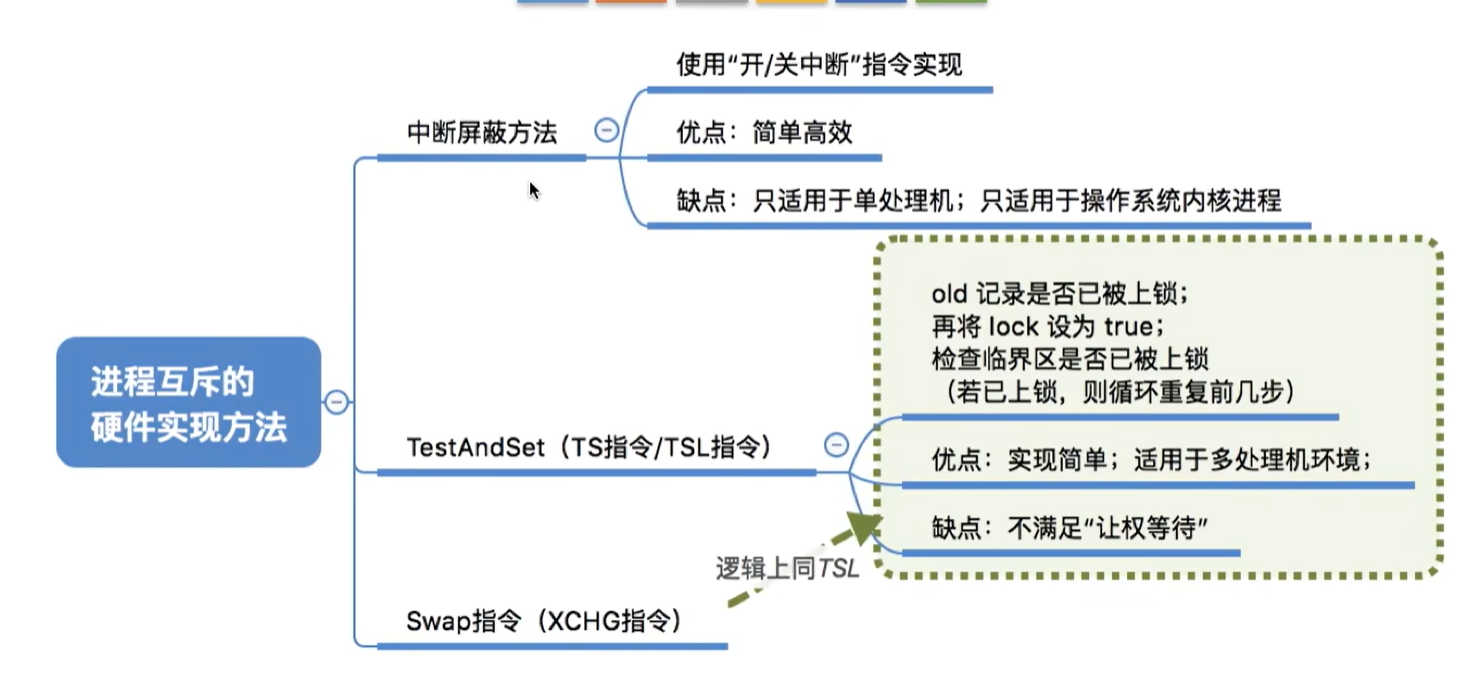 使用“开/关中断”指令实现
中断屏蔽方法
优点：简单高效
缺点：只适用于单处理机；只适用于操作系统内核进程
进程互斥的
硬件实现方法
old 记录是否已被上锁；
再将 lock 设为 true；
检查临界区是否已被上锁
（若已上锁，则循环重复前几步）
TestAndSet（TS指令/TSL指令）
优点：实现简单；适用于多处理机环境；
缺点：不满足“让权等待”
逻辑上同TSL
Swap指令（XCHG指令）